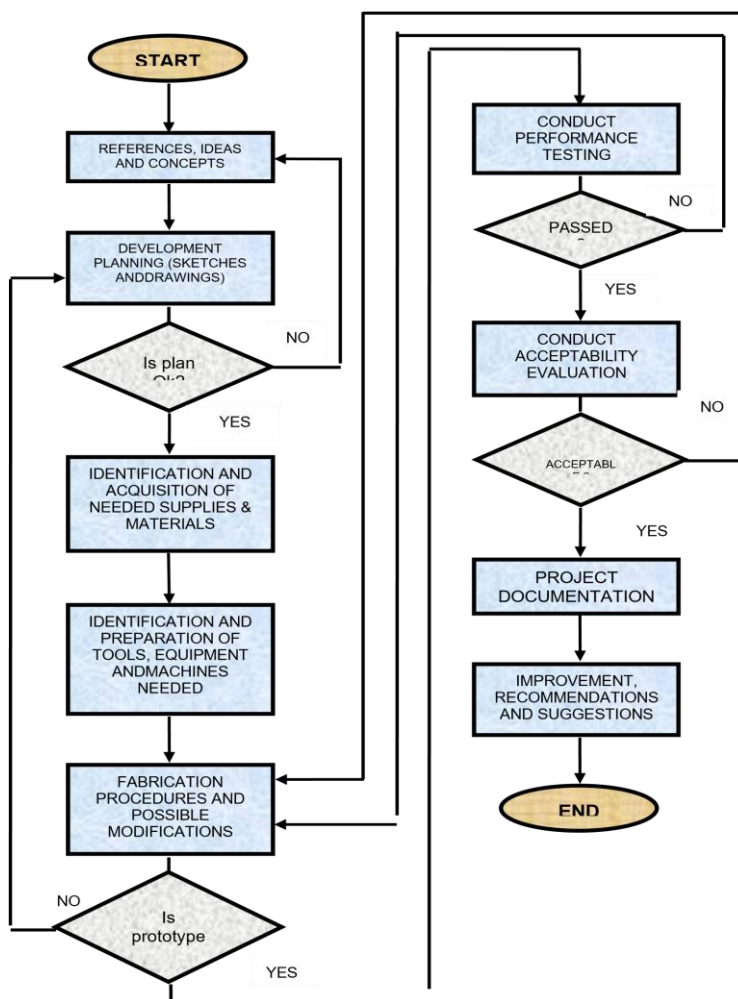 START
REFERENCES, IDEAS
AND CONCEPTS
DEVELOPMENT
PLANNING (SKETCHES
ANDDRAWINGS)
NO
Is plan
Ok?
YES
IDENTIFICATION AND
ACQUISITION OF
NEEDED SUPPLIES &
MATERIALS
IDENTIFICATION AND
PREPARATION OF
TOOLS, EQUIPMENT
ANDMACHINES
NEEDED
FABRICATION
PROCEDURES AND
POSSIBLE
MODIFICATIONS
NO
Is
prototype
YES
CONDUCT
PERFORMANCE
TESTING
NO
PASSED
?
YES
CONDUCT
ACCEPTABILITY
EVALUATION
NO
ACCEPTABL
YES
PROJECT
DOCUMENTATION
IMPROVEMENT,
RECOMMENDATIONS
AND SUGGESTIONS
END